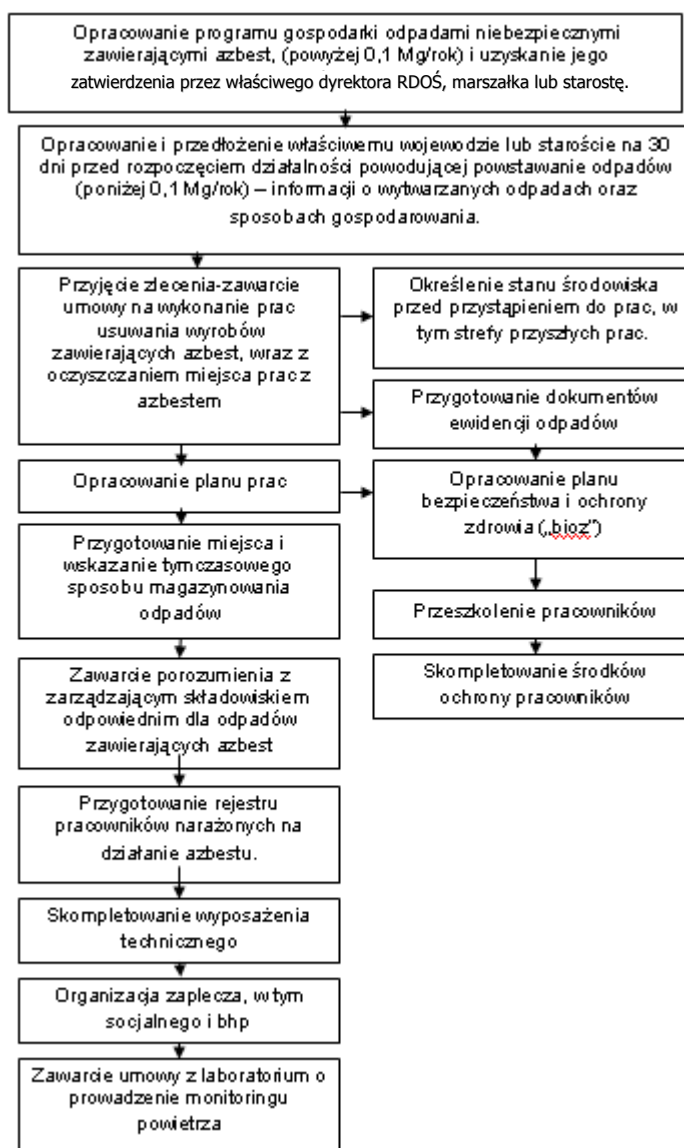 Opracowanie programu gospodarki odpadami niebezpiecznymi
zawierającymi azbest, (powyżej 0,1 Mg/rok) i uzyskanie jego
zatwierdzenia przez właściwego dyrektora RDOŚ, marszałka lub starostę.
Opracowanie i przedłożenie właściwemu wojewodzie lub staroście na 30
dni przed rozpoczęciem działalności powodującej powstawanie odpadów
(poniżej 0,1 Mg/rok) – informacji o wytwarzanych odpadach oraz
sposobach gospodarowania.
Przyjęcie zlecenia-zawarcie
umowy na wykonanie prac
usuwania wyrobów
zawierających azbest, wraz z
oczyszczaniem miejsca prac z
azbestem
Określenie stanu środowiska
przed przystąpieniem do prac, w
tym strefy przyszłych prac.
Przygotowanie dokumentów
ewidencji odpadów
Opracowanie planu prac
Opracowanie planu
bezpieczeństwa i ochrony
zdrowia („bioz”)
Przygotowanie miejsca i
wskazanie tymczasowego
sposobu magazynowania
odpadów
Przeszkolenie pracowników
Zawarcie porozumienia z
zarządzającym składowiskiem
odpowiednim dla odpadów
zawierających azbest
Skompletowanie środków
ochrony pracowników
Przygotowanie rejestru
pracowników narażonych na
działanie azbestu.
Skompletowanie wyposażenia
technicznego
Organizacja zaplecza, w tym
socjalnego i bhp
Zawarcie umowy z laboratorium o
prowadzenie monitoringu
powietrza